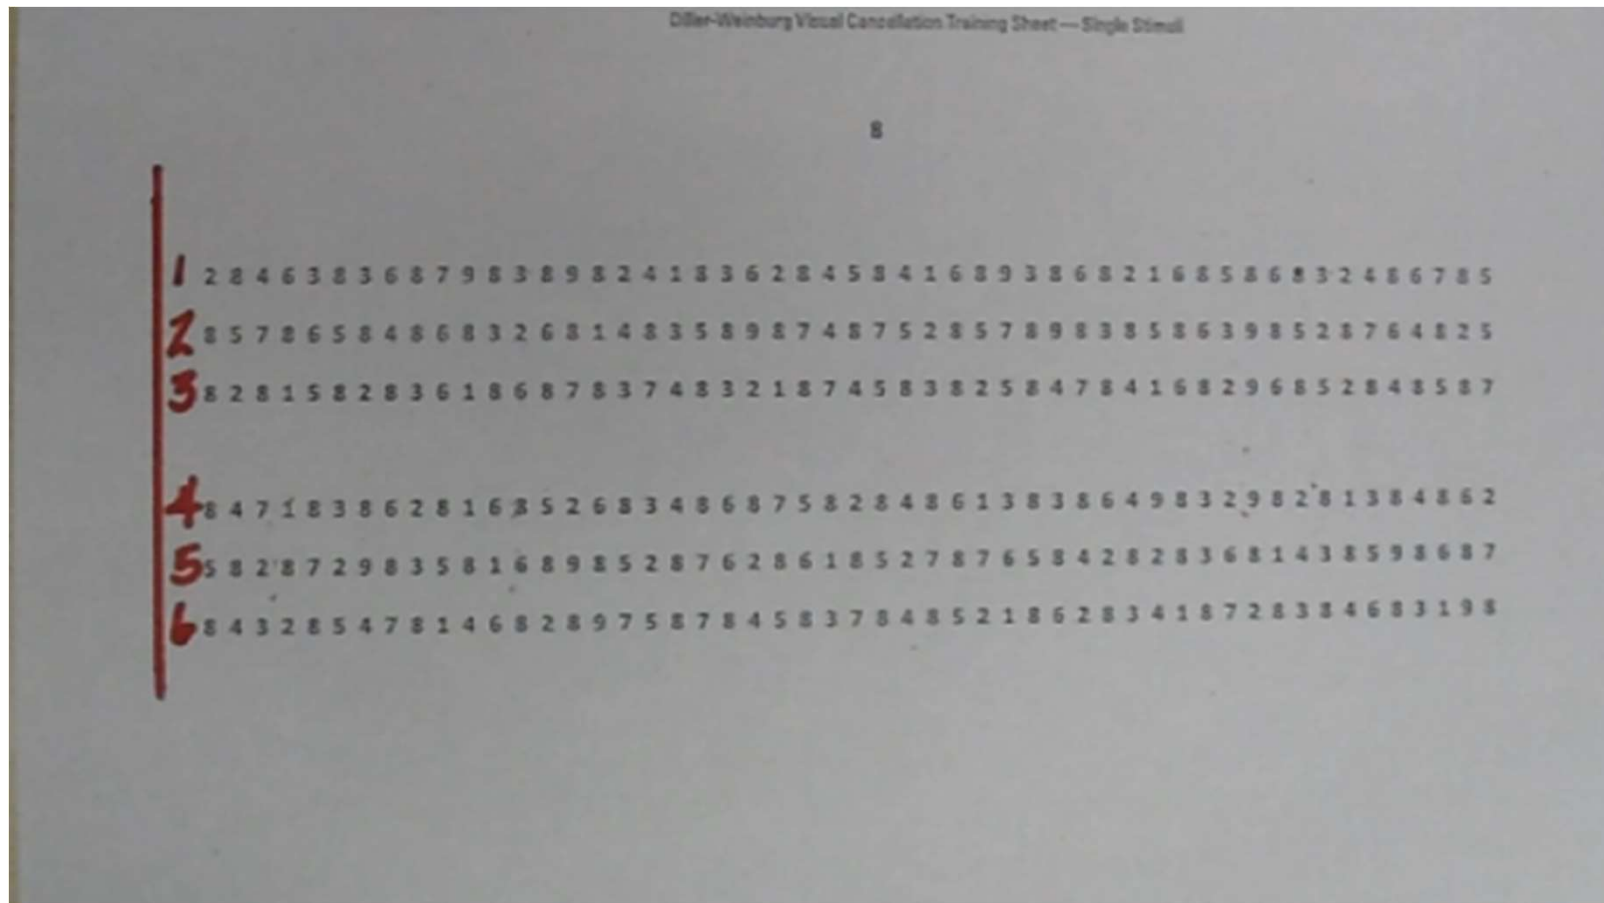 Diller-Weinburg Visual Cancellation Training Sheet — Single Stimuli
8
1 2 8 4 6 3 8 3 6 8 7 9 8 3 8 9 8 2 4 1 8 3 6 2 8 4 5 8 4 1 6 8 9 3 8 6 8 2 1 6 8 5 8 6 8 3 2 4 8 6 7 8 5
2 8 5 7 8 6 5 8 4 8 6 8 3 2 6 8 1 4 8 3 5 8 9 8 7 4 8 7 5 2 8 5 7 8 9 8 3 8 5 8 6 3 9 8 5 2 8 7 6 4 8 2 5
3 8 2 8 1 5 8 2 8 3 6 1 8 6 8 7 8 3 7 4 8 3 2 1 8 7 4 5 8 3 8 2 5 8 4 7 8 4 1 6 8 2 9 6 8 5 2 8 4 8 5 8 7
4 8 4 7 1 8 3 8 6 2 8 1 6 8 5 2 6 8 3 4 8 6 8 7 5 8 2 8 4 8 6 1 3 8 3 8 6 4 9 8 3 2 9 8 2 8 1 3 8 4 8 6 2
5 5 8 2 8 7 2 9 8 3 5 8 1 6 8 9 8 5 2 8 7 6 2 8 6 1 8 5 2 7 8 7 6 5 8 4 2 8 2 8 3 6 8 1 4 3 8 5 9 8 6 8 7
6 8 4 3 2 8 5 4 7 8 1 4 6 8 2 8 9 7 5 8 7 8 4 5 8 3 7 8 4 8 5 2 1 8 6 2 8 3 4 1 8 7 2 8 3 8 4 6 8 3 1 9 8